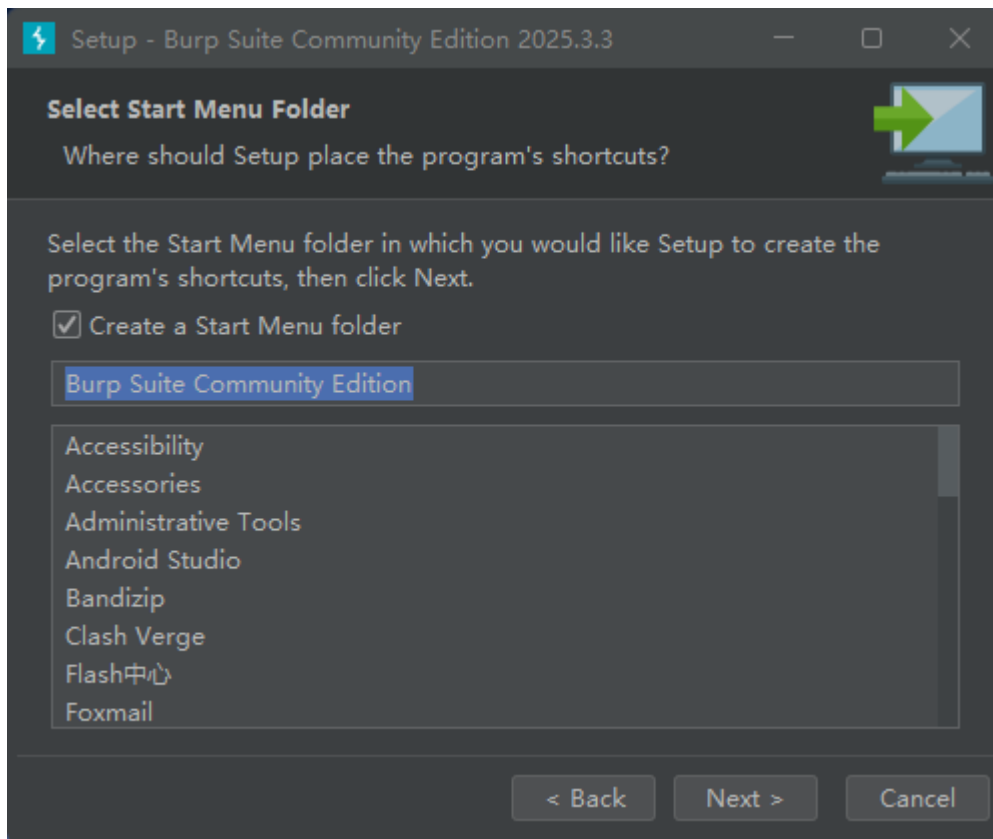 Setup - Burp Suite Community Edition 2025.3.3
Select Start Menu Folder
Where should Setup place the program's shortcuts?
Select the Start Menu folder in which you would like Setup to create the
program's shortcuts, then click Next.
Create a Start Menu folder
Burp Suite Community Edition
Accessibility
Accessories
Administrative Tools
Android Studio
Bandizip
Clash Verge
Flash中心
Foxmail
< Back
Next >
Cancel